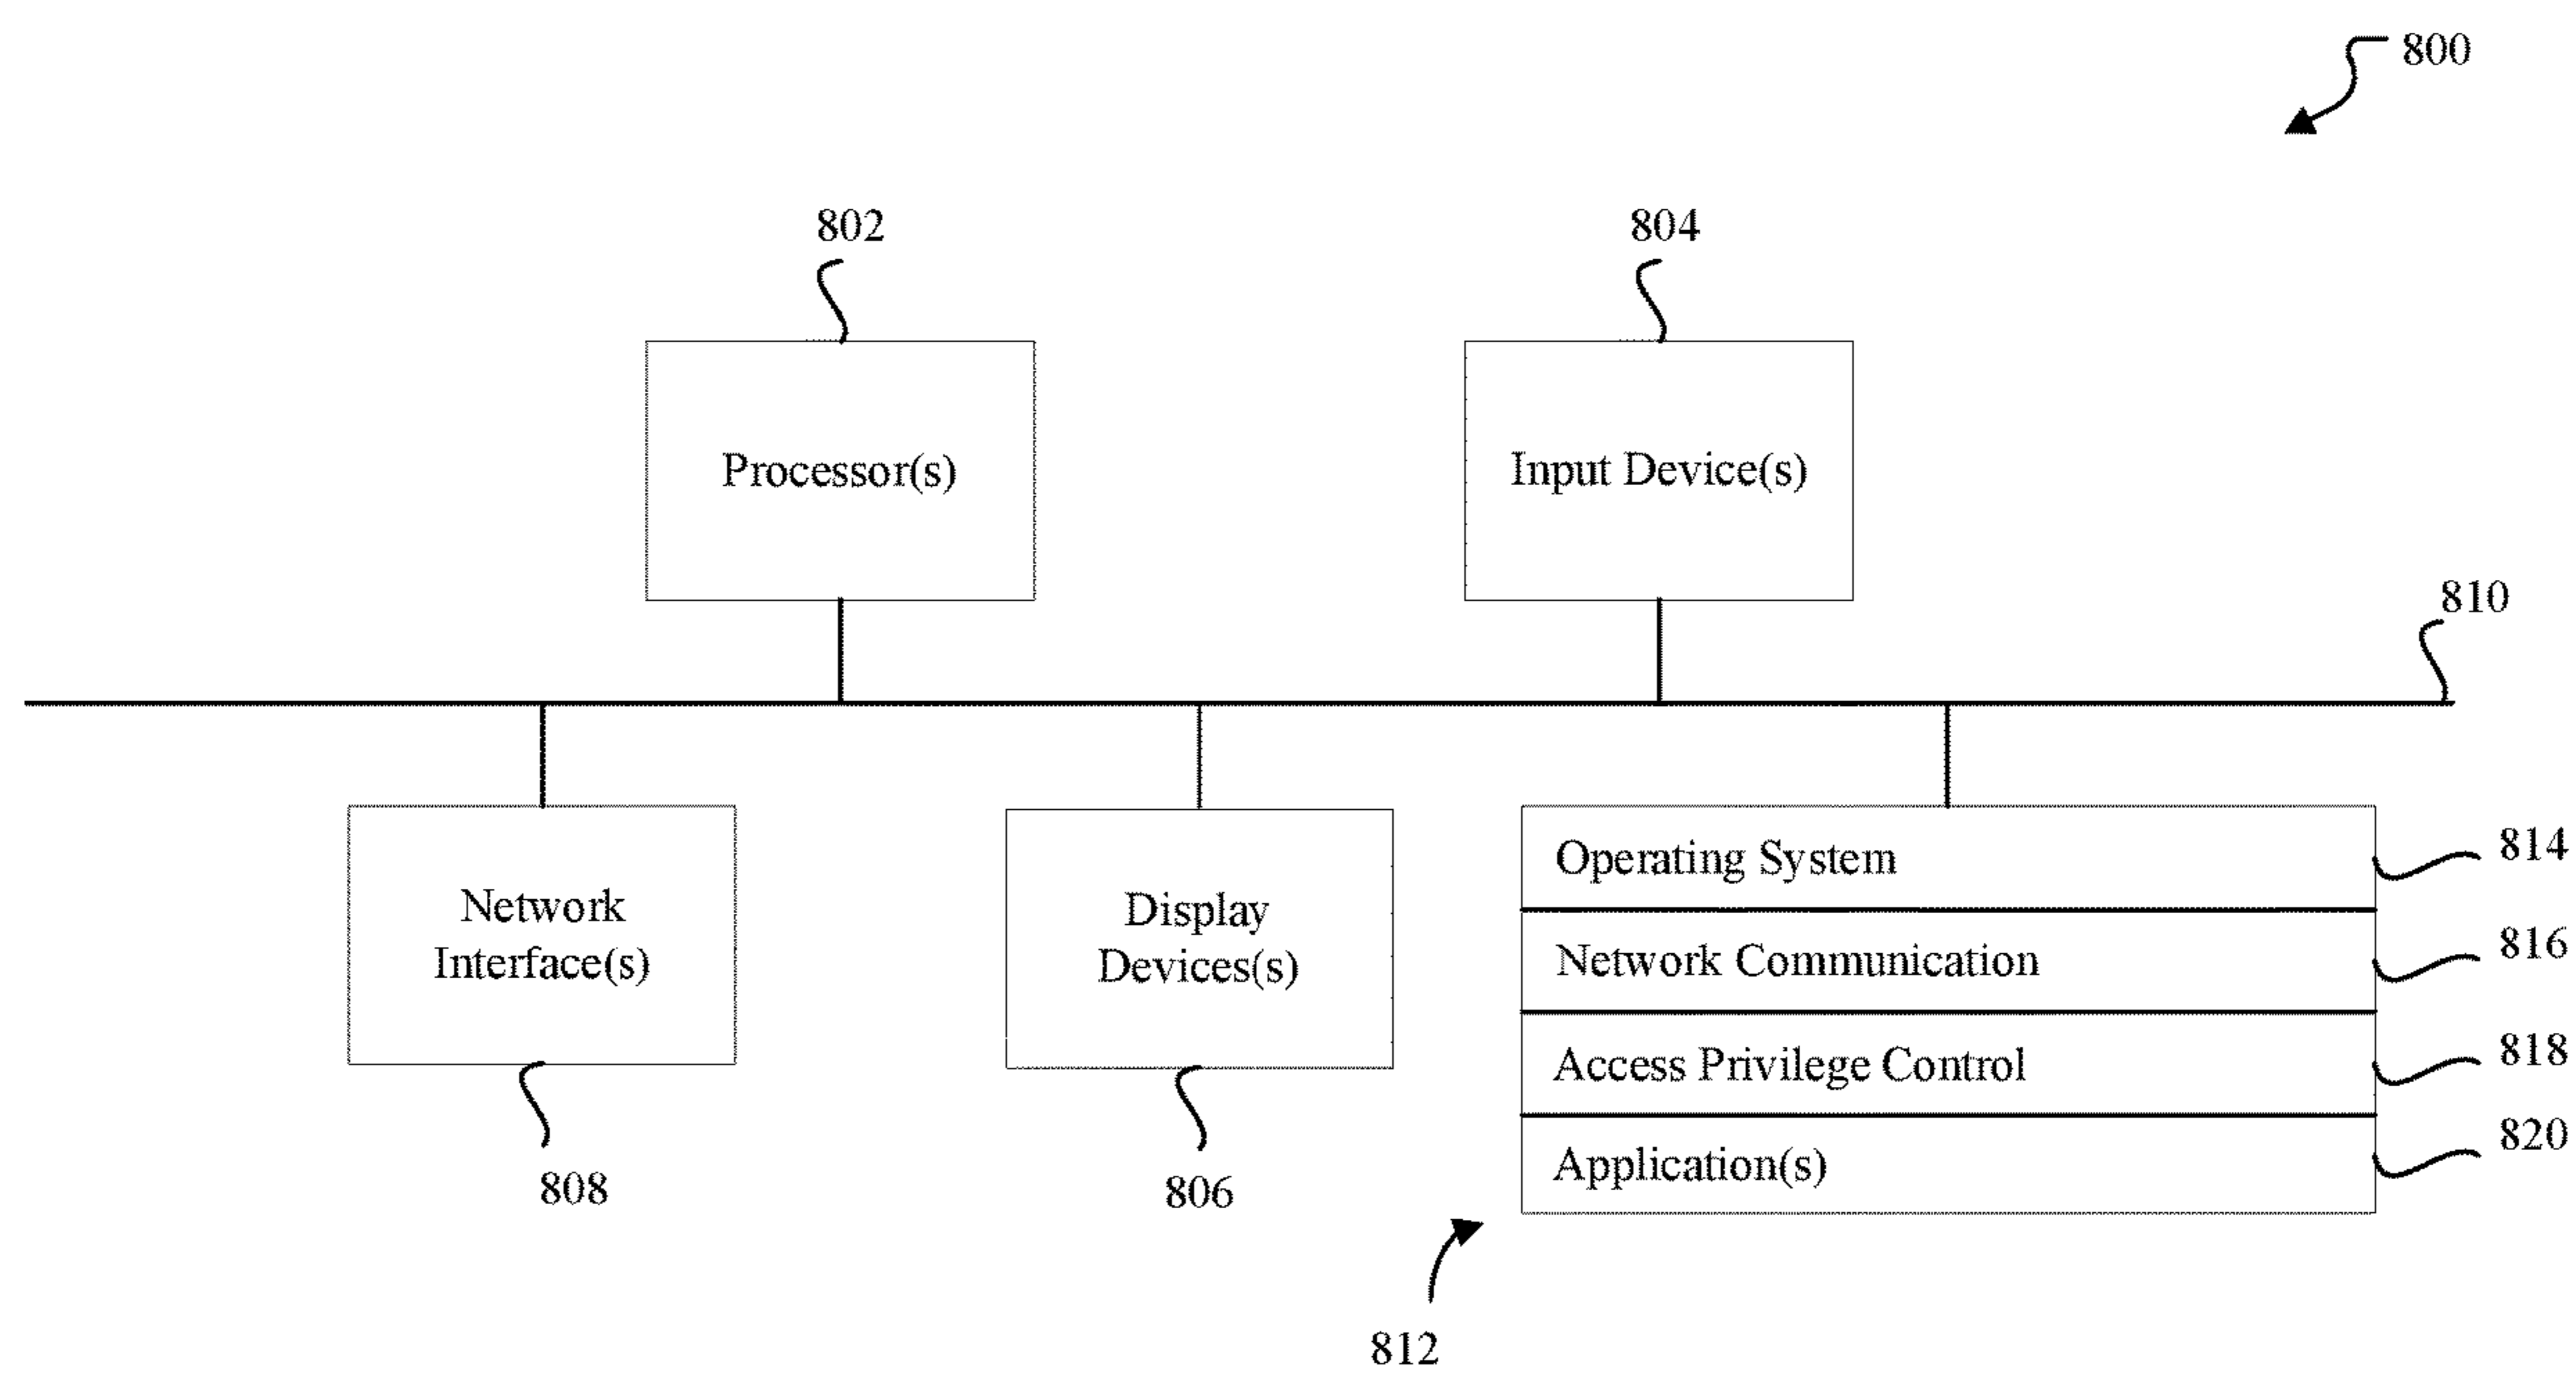 800
802
804
Processor(s)
Input Device(s)
810
Network
Interface(s)
Display
Devices(s)
Operating System
814
Network Communication
816
Access Privilege Control
818
Application(s)
820
808
806
812